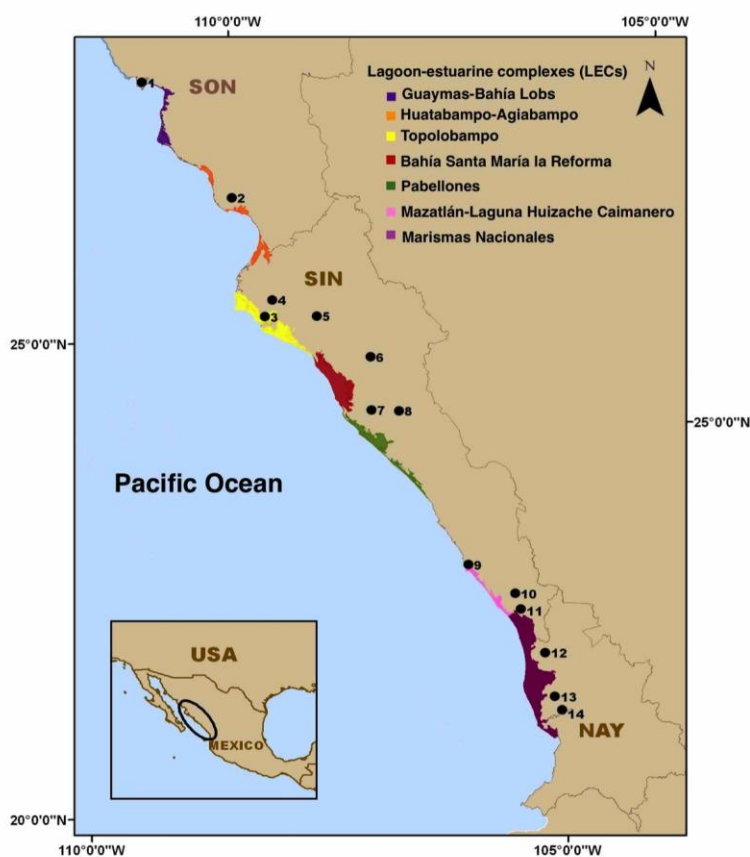 110°0'0"W
105°0'0"W
N
Lagoon-estuarine complexes (LECs)
Guaymas-Bahía Lobs
Huatabampo-Agiabampo
Topolobampo
Bahía Santa María la Reforma
Pabellones
Mazatlán-Laguna Huizache Caimanero
Marismas Nacionales
1
SON
2
SIN
4
3
5
25°0'0"N
6
7
8
25°0'0"N
Pacific Ocean
9
10
11
12
13
14
NAY
USA
MEXICO
20°0'0"N
110°0'0"W
105°0'0"W